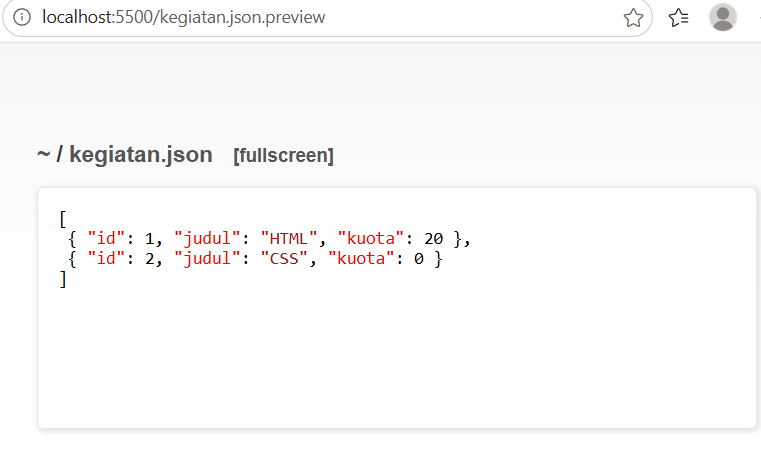 localhost:5500/kegiatan.json.preview
~ / kegiatan.json [fullscreen]
[
{ "id": 1, "judul": "HTML", "kuota": 20 },
{ "id": 2, "judul": "CSS", "kuota": 0 }
]